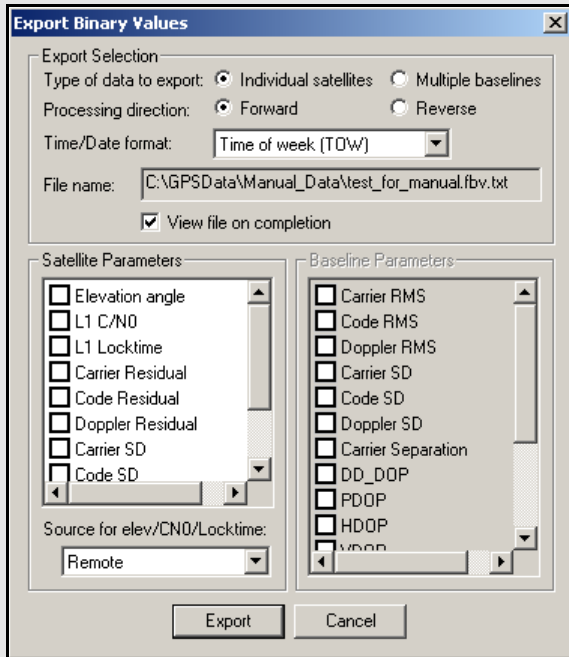 Export Binary Values
Export Selection
Type of data to export: Individual satellites Multiple baselines
Processing direction: Forward Reverse
Time/Date format: Time of week (TOW)
File name: C:\GPSData\Manual_Data\test_for_manual.fbv.txt
View file on completion
Satellite Parameters
Elevation angle
L1 C/N0
L1 Locktime
Carrier Residual
Code Residual
Doppler Residual
Carrier SD
Code SD
Source for elev/CN0/Locktime:
Remote
Baseline Parameters
Carrier RMS
Code RMS
Doppler RMS
Carrier SD
Code SD
Doppler SD
Carrier Separation
DD_DOP
PDOP
HDOP
VDOP
Export Cancel